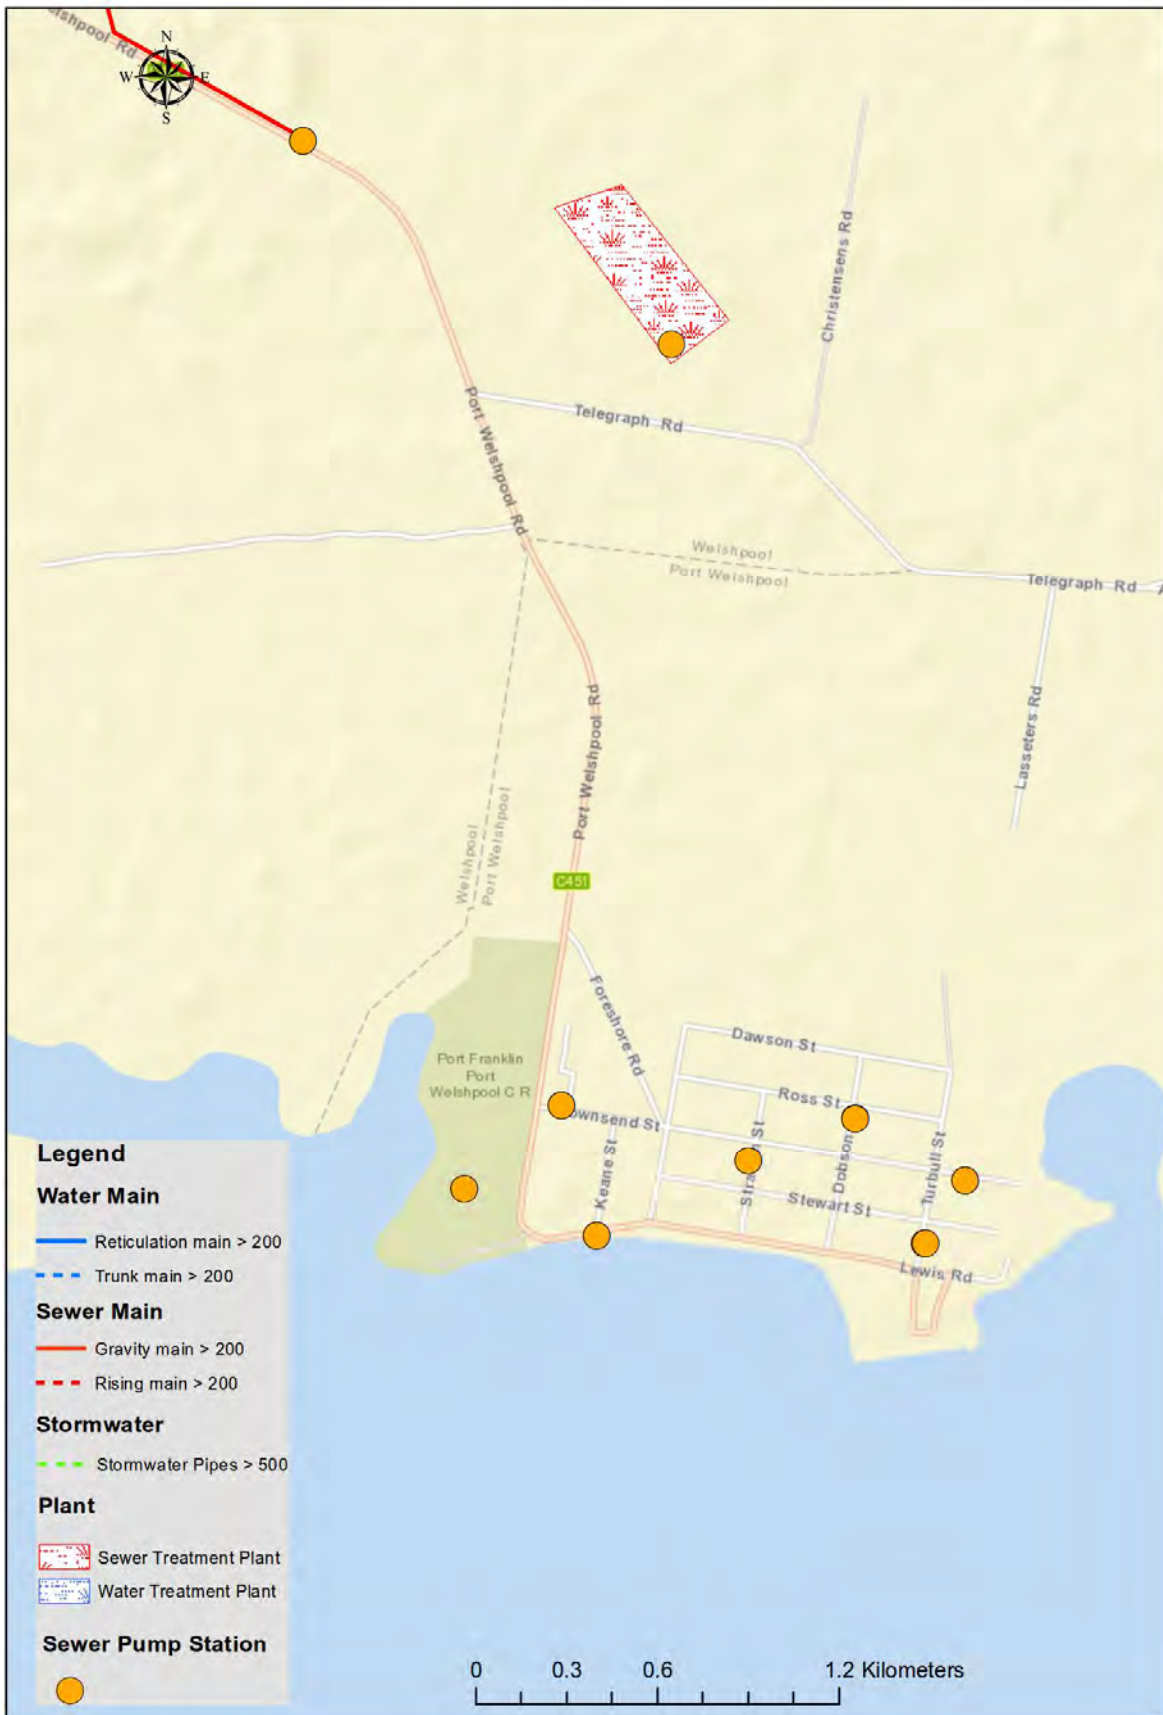 elshpool Rd
N
W
E
S
Christensens Rd
Telegraph Rd
Port Welshpool Rd
Welshpool
Port Welshpool
Telegraph Rd
Lasseters Rd
Port Welshpool Rd
Welshpool
Port Welshpool
C451
Foreshore Rd
Dawson St
Port Franklin
Port
Welshpool C R
Ross St
ownsend St
Keane St
Dobson
Turbull St
Stewart St
Lewis Rd
Legend
Water Main
Reticulation main > 200
Trunk main > 200
Sewer Main
Gravity main > 200
Rising main > 200
Stormwater
Stormwater Pipes > 500
Plant
Sewer Treatment Plant
Water Treatment Plant
Sewer Pump Station
0 0.3 0.6 1.2 Kilometers